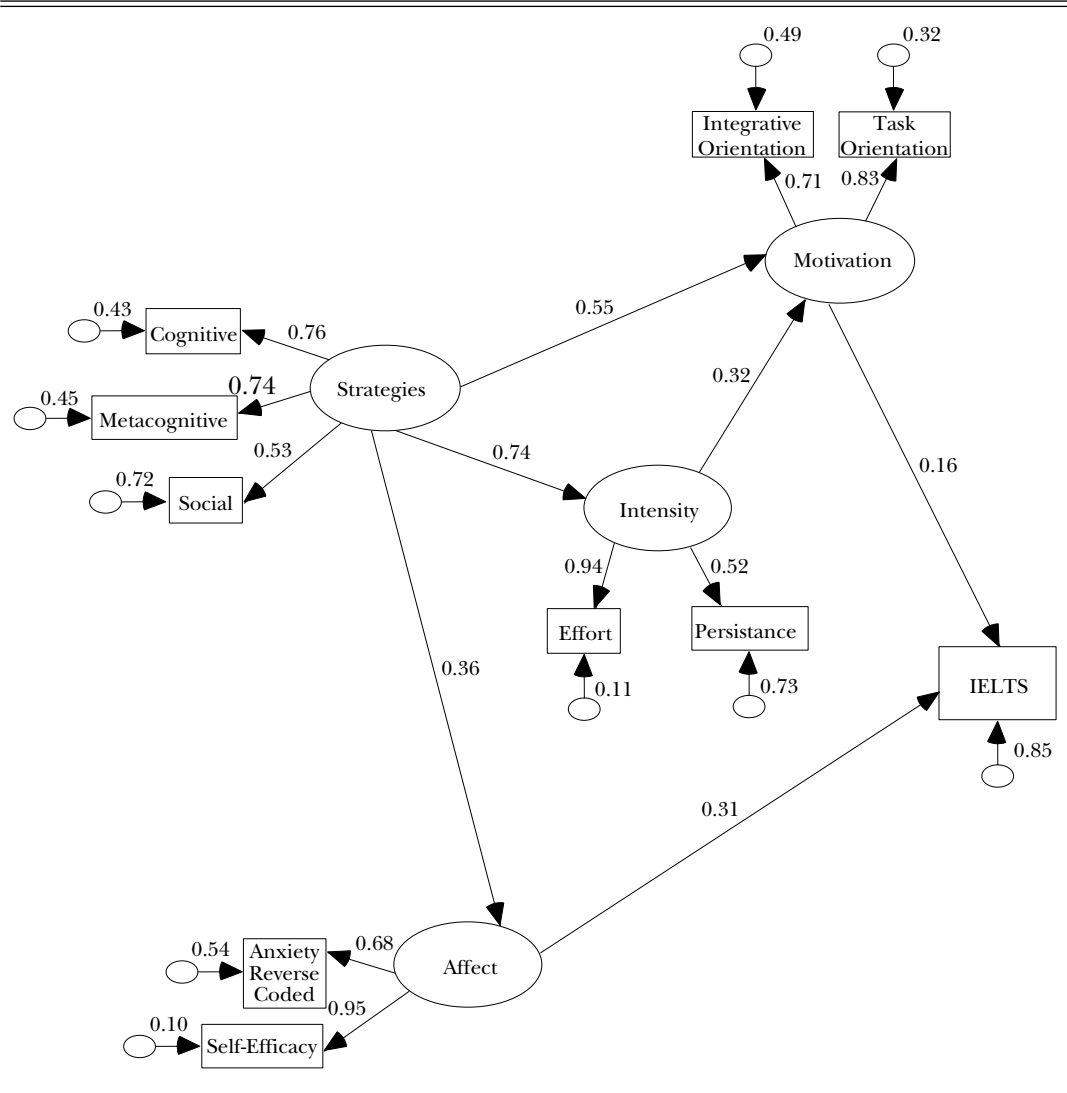 0.49
0.32
Integrative
Orientation
Task
Orientation
0.71
0.83
Motivation
0.43
Cognitive
0.76
0.55
0.45
Metacognitive
0.74
Strategies
0.32
0.53
0.74
0.16
0.72
Social
Intensity
0.94
0.52
Effort
Persistance
0.36
0.11
0.73
IELTS
0.85
0.31
0.54
Anxiety
Reverse
Coded
0.68
Affect
0.95
0.10
Self-Efficacy